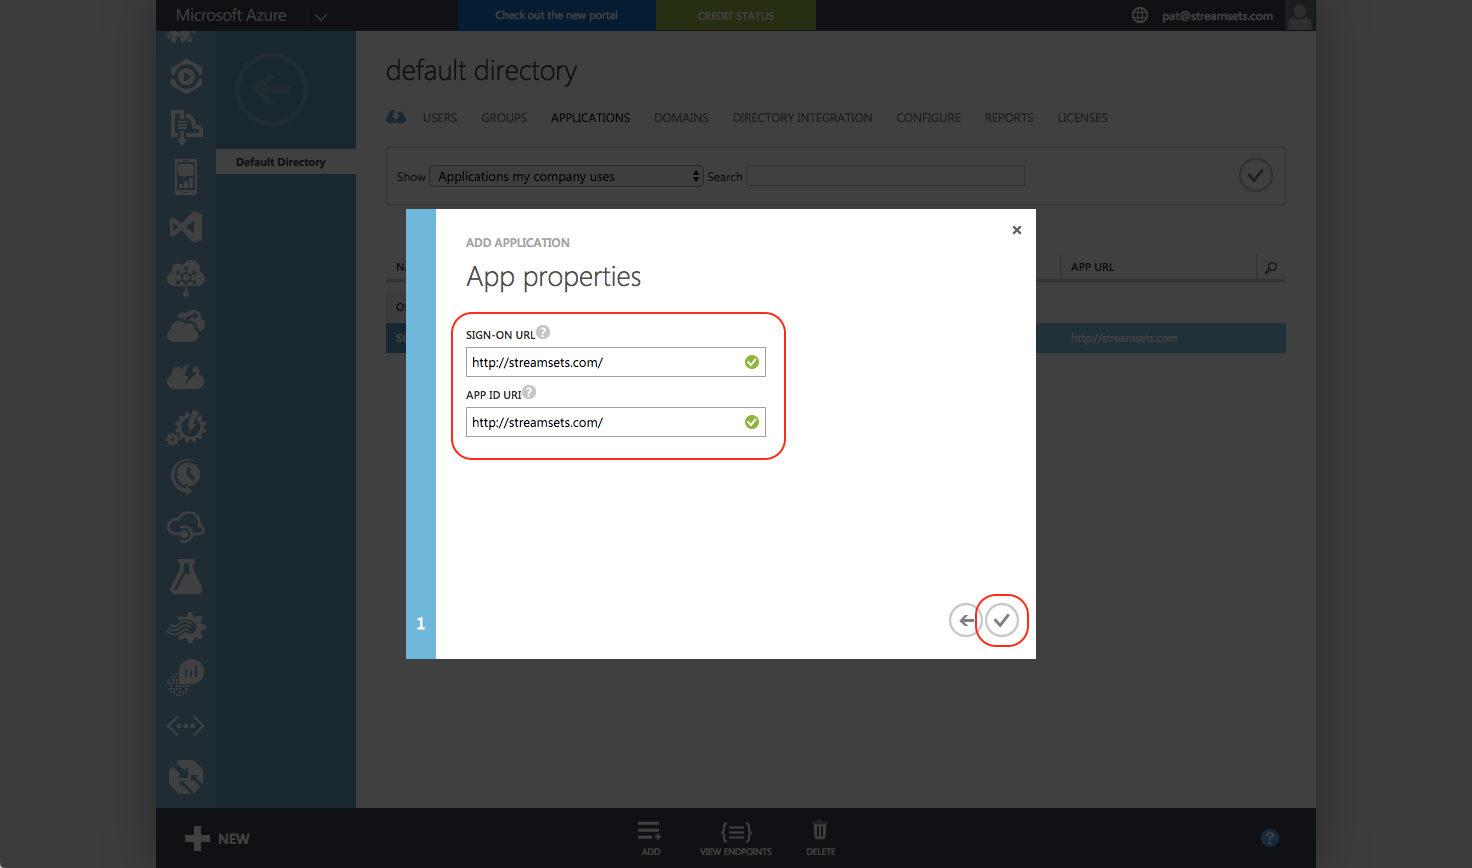 Microsoft Azure
Check out the new portal
CREDIT STATUS
pat@streamsets.com
default directory
USERS GROUPS APPLICATIONS DOMAINS DIRECTORY INTEGRATION CONFIGURE REPORTS LICENSES
Default Directory
Show Applications my company uses Search
ADD APPLICATION
App properties
APP URL
SIGN-ON URL ?
http://streamsets.com/
APP ID URI ?
http://streamsets.com/
http://streamsets.com
1
NEW
ADD VIEW ENDPOINTS DELETE
?